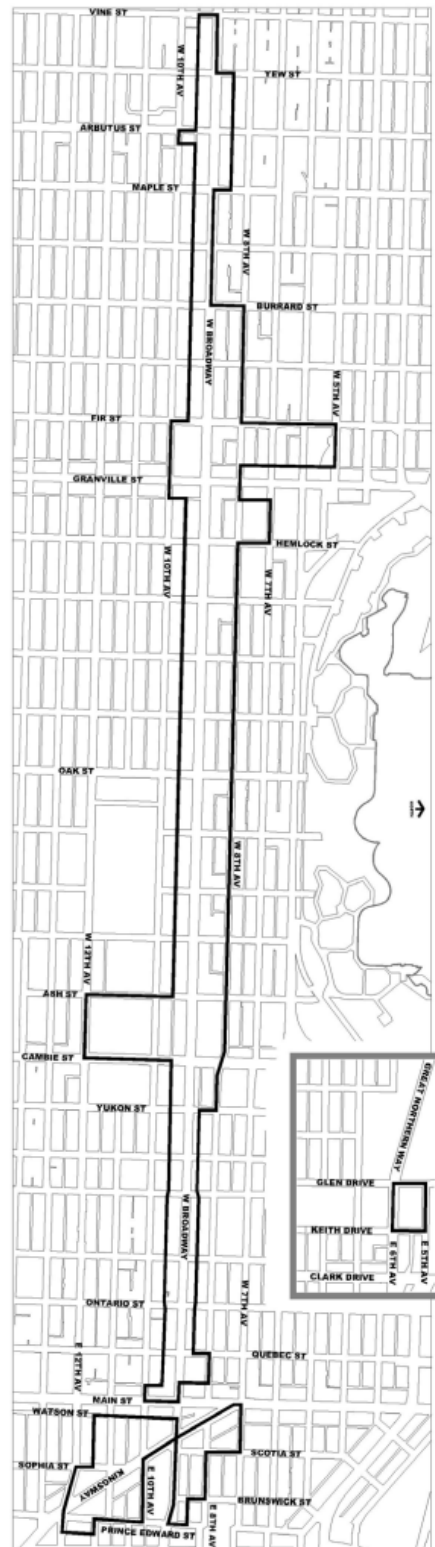 VINE ST
W 10TH AV
YEW ST
ARBUTUS ST
MAPLE ST
W 8TH AV
BURRARD ST
W BROADWAY
W 5TH AV
FIR ST
GRANVILLE ST
HEMLOCK ST
W 10TH AV
W 7TH AV
OAK ST
W 8TH AV
W 12TH AV
ASH ST
CAMBIE ST
YUKON ST
GREAT NORTHERN WAY
GLEN DRIVE
KEITH DRIVE
E 6TH AV
E 5TH AV
CLARK DRIVE
W BROADWAY
W 7TH AV
ONTARIO ST
E 12TH AV
QUEBEC ST
MAIN ST
WATSON ST
SCOTIA ST
SOPHIA ST
KINGSWAY
E 10TH AV
BRUNSWICK ST
E 8TH AV
PRINCE EDWARD ST